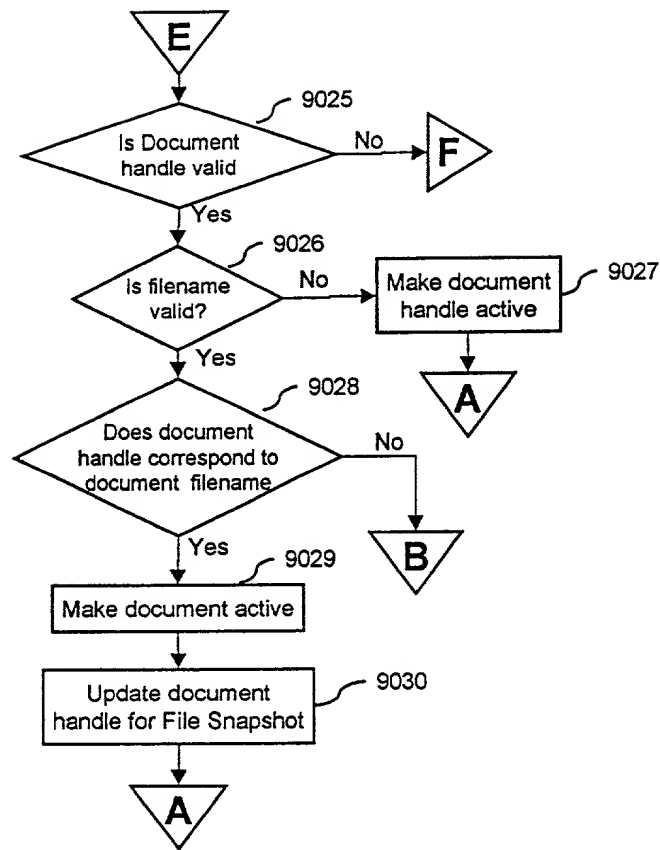 E
9025
Is Document
handle valid
No
F
Yes
9026
Is filename
valid?
No
Make document
handle active
9027
Yes
A
9028
Does document
handle correspond to
document filename
No
B
Yes
9029
Make document active
9030
Update document
handle for File Snapshot
A